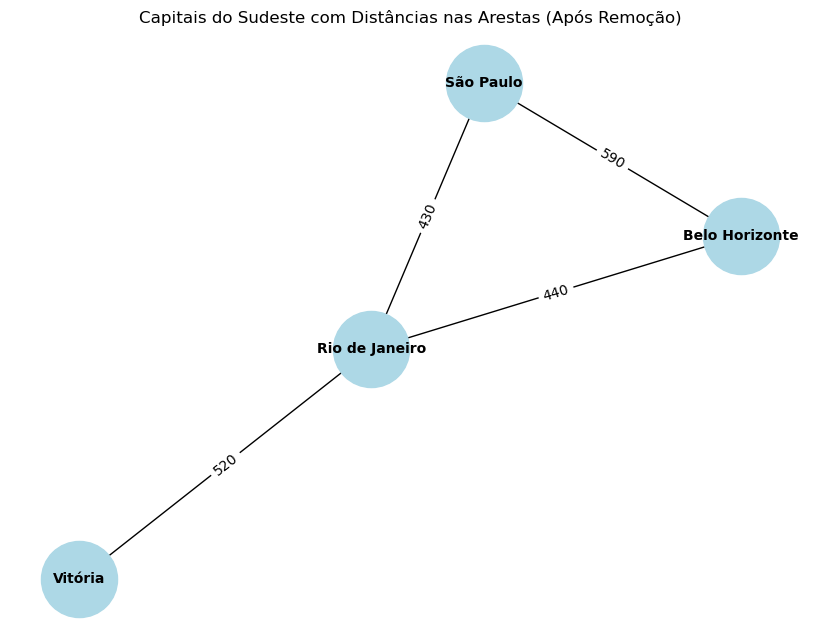 Capitais do Sudeste com Distâncias nas Arestas (Após Remoção)
São Paulo
590
430
Belo Horizonte
440
Rio de Janeiro
520
Vitória